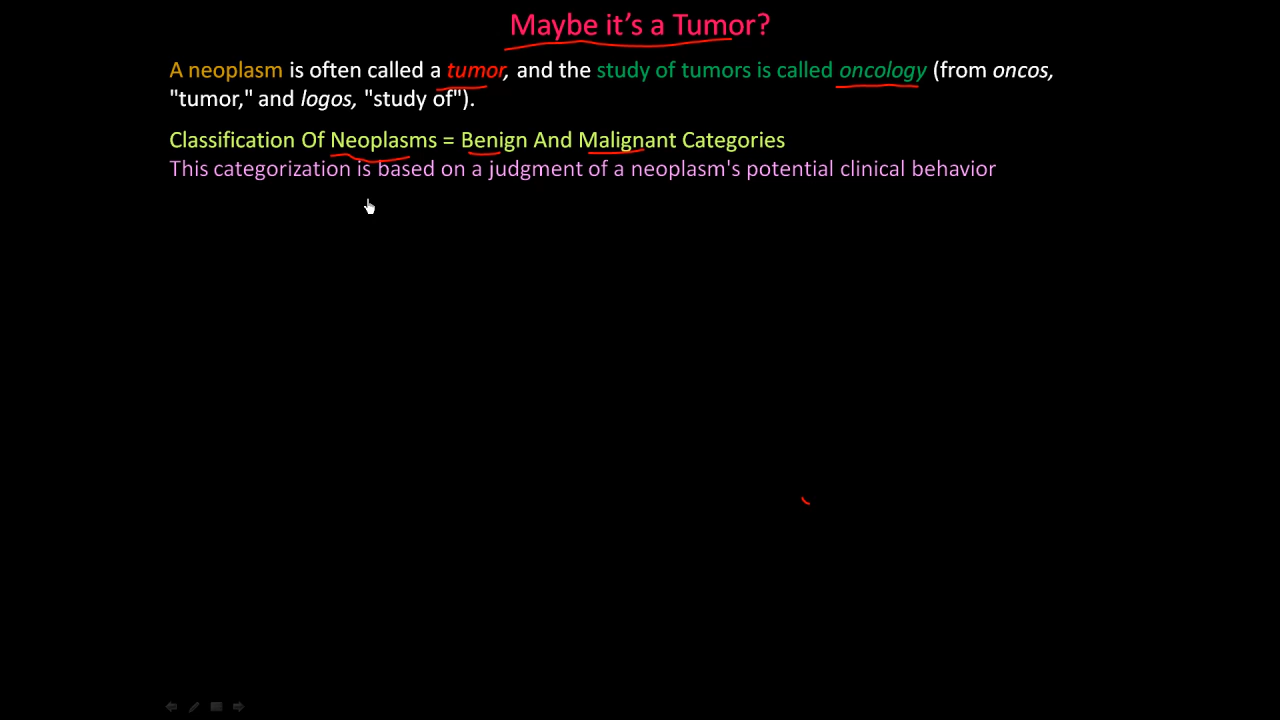 Maybe it’s a Tumor?
A neoplasm is often called a tumor, and the study of tumors is called oncology (from oncos,
"tumor," and logos, "study of").
Classification Of Neoplasms = Benign And Malignant Categories
This categorization is based on a judgment of a neoplasm's potential clinical behavior